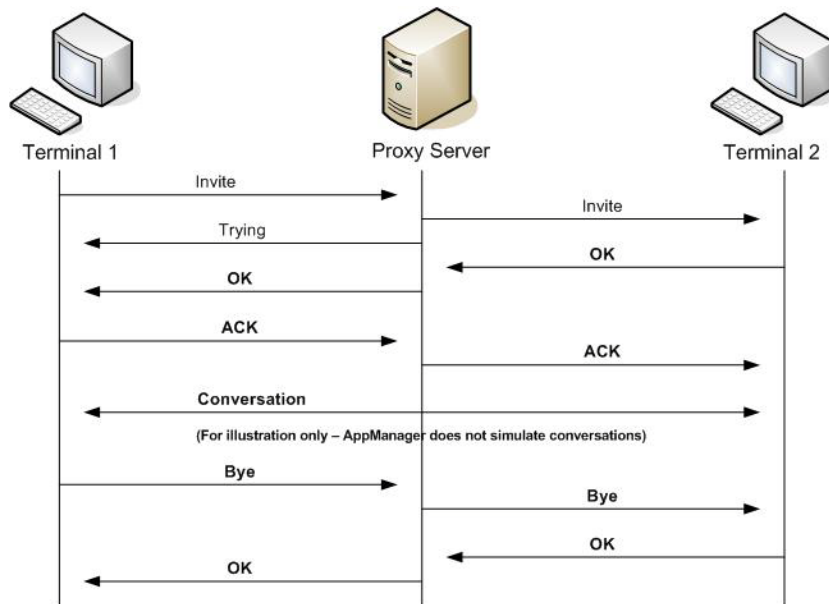 Terminal 1
Proxy Server
Terminal 2
Invite
Invite
Trying
OK
OK
ACK
ACK
Conversation
(For illustration only – AppManager does not simulate conversations)
Bye
Bye
OK
OK